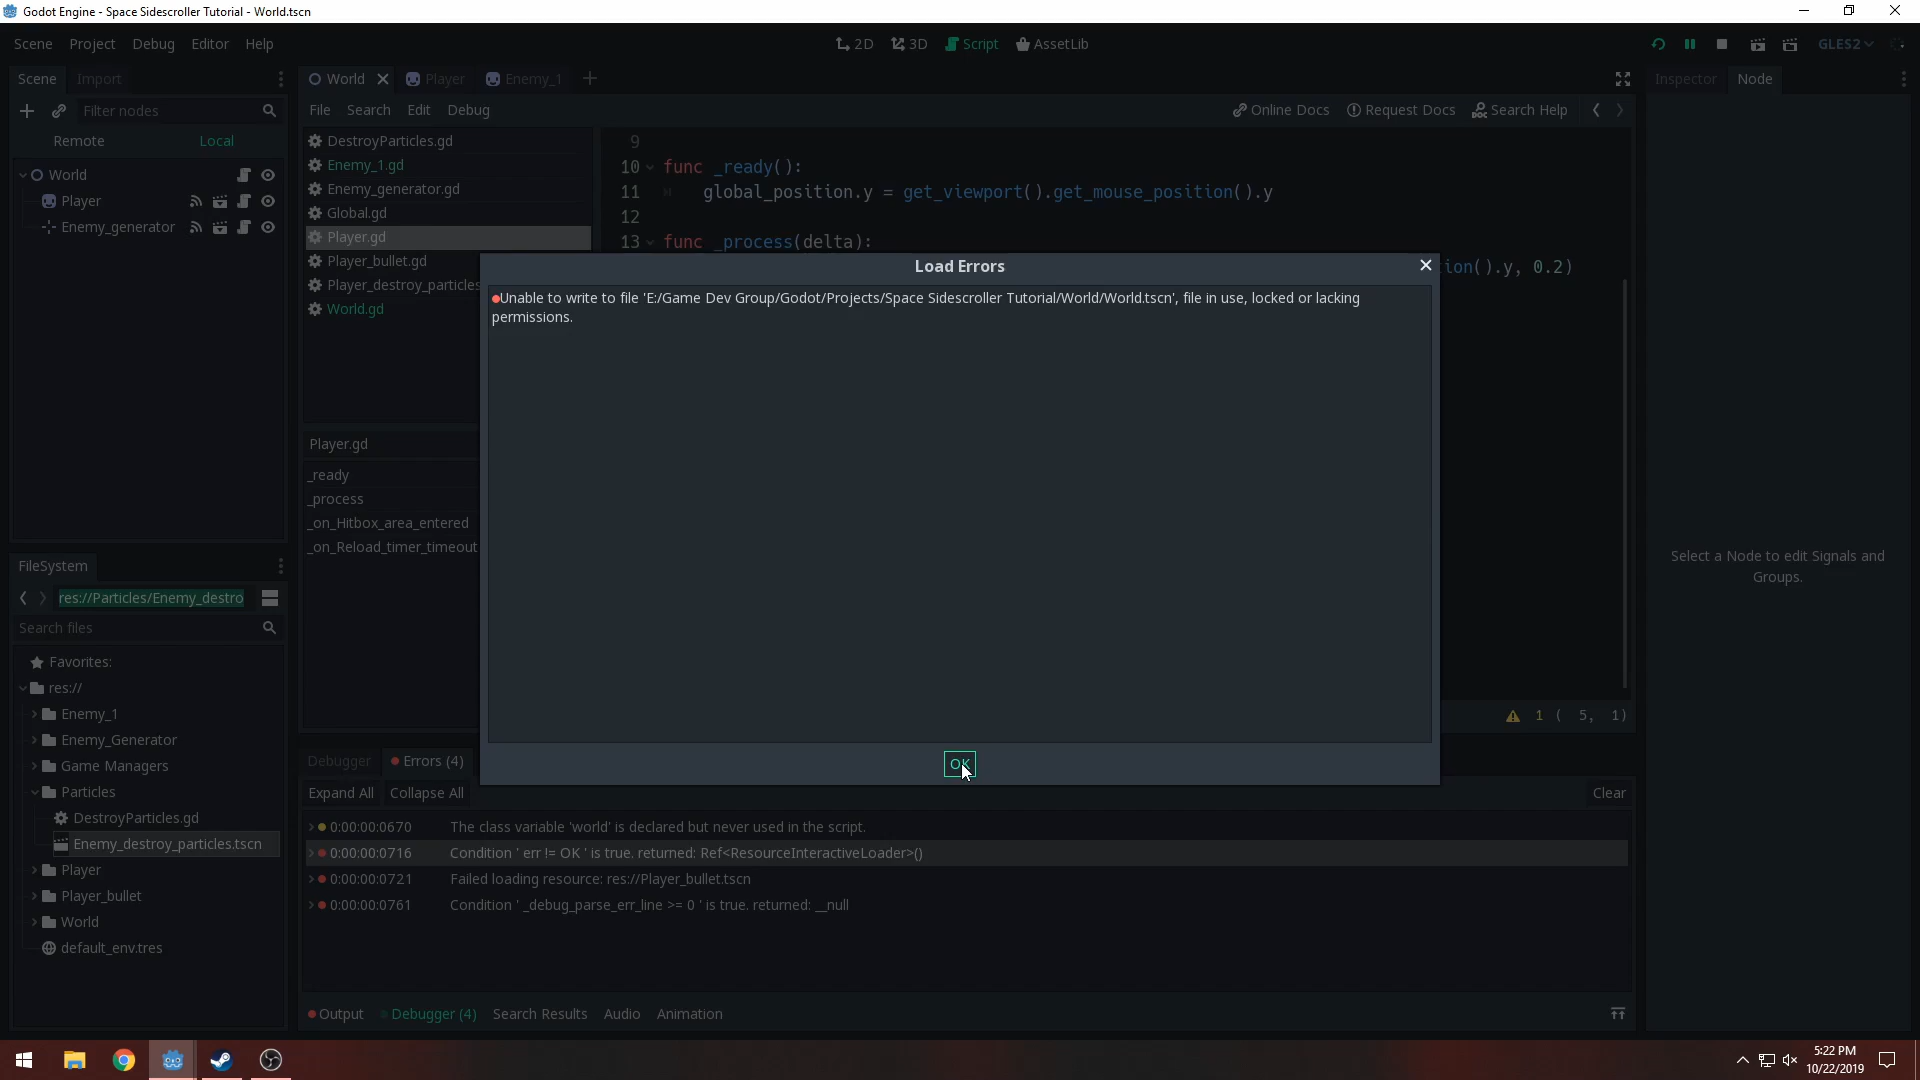 Godot Engine - Space Sidescroller Tutorial - World.tscn
Scene Project Debug Editor Help
2D 3D Script AssetLib
GLES2
Scene Import
World Player Enemy_1
Inspector Node
Filter nodes
File Search Edit Debug
Online Docs Request Docs Search Help
Remote Local
World
Player
Enemy_generator
DestroyParticles.gd
Enemy_1.gd
Enemy_generator.gd
Global.gd
Player.gd
Player_bullet.gd
Player_destroy_particles
World.gd
9
10 func _ready():
11 global_position.y = get_viewport().get_mouse_position().y
12
13 func _process(delta):
ion().y, 0.2)
Load Errors
Unable to write to file 'E:/Game Dev Group/Godot/Projects/Space Sidescroller Tutorial/World/World.tscn', file in use, locked or lacking
permissions.
OK
Player.gd
_ready
_process
_on_Hitbox_area_entered
_on_Reload_timer_timeout
1 ( 5, 1)
Select a Node to edit Signals and
Groups.
FileSystem
res://Particles/Enemy_destro
Search files
Favorites:
res://
Enemy_1
Enemy_Generator
Game Managers
Particles
DestroyParticles.gd
Enemy_destroy_particles.tscn
Player
Player_bullet
World
default_env.tres
Debugger Errors (4)
Expand All Collapse All Clear
0:00:00:0670 The class variable 'world' is declared but never used in the script.
0:00:00:0716 Condition ' err != OK ' is true. returned: Ref<ResourceInteractiveLoader>()
0:00:00:0721 Failed loading resource: res://Player_bullet.tscn
0:00:00:0761 Condition ' _debug_parse_err_line >= 0 ' is true. returned: __null
Output Debugger (4) Search Results Audio Animation
5:22 PM
10/22/2019